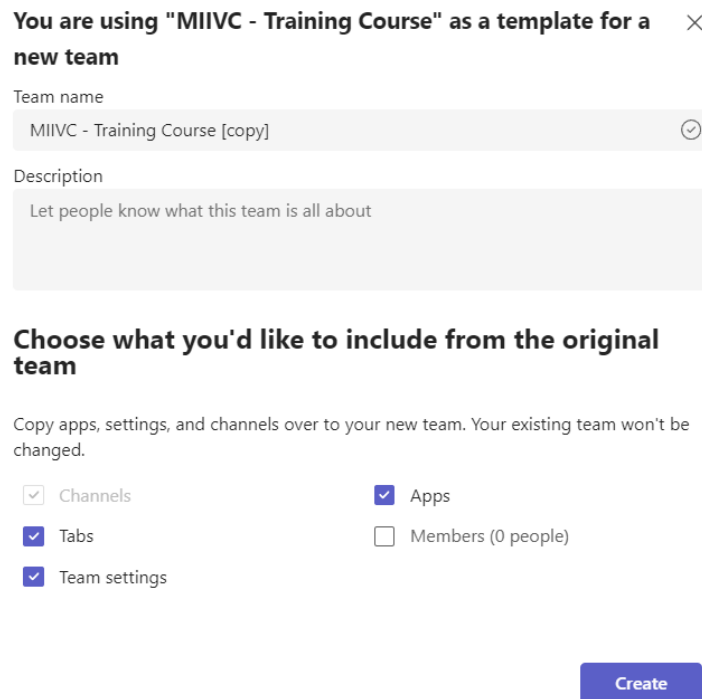 You are using "MIIVC - Training Course" as a template for a
new team
Team name
MIIVC - Training Course [copy]
Description
Let people know what this team is all about
Choose what you'd like to include from the original
team
Copy apps, settings, and channels over to your new team. Your existing team won't be
changed.
Channels
Apps
Tabs
Members (0 people)
Team settings
Create